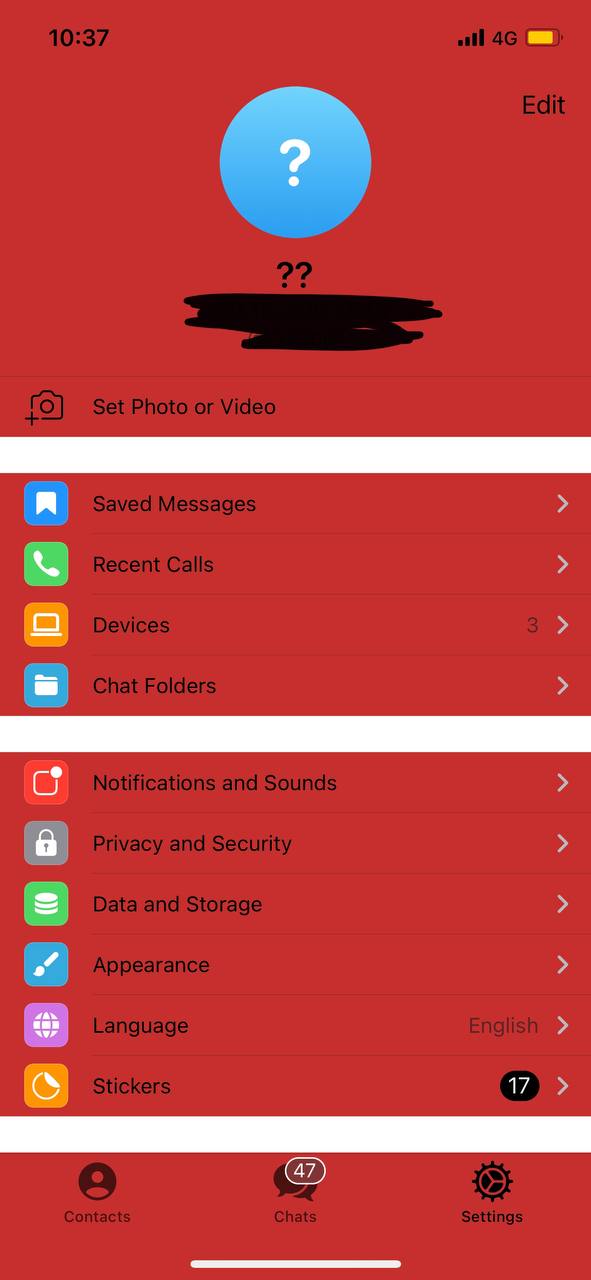 10:37
4G
Edit
?
??
Set Photo or Video
Saved Messages
Recent Calls
Devices 3
Chat Folders
Notifications and Sounds
Privacy and Security
Data and Storage
Appearance
Language English
Stickers 17
47
Contacts Chats Settings